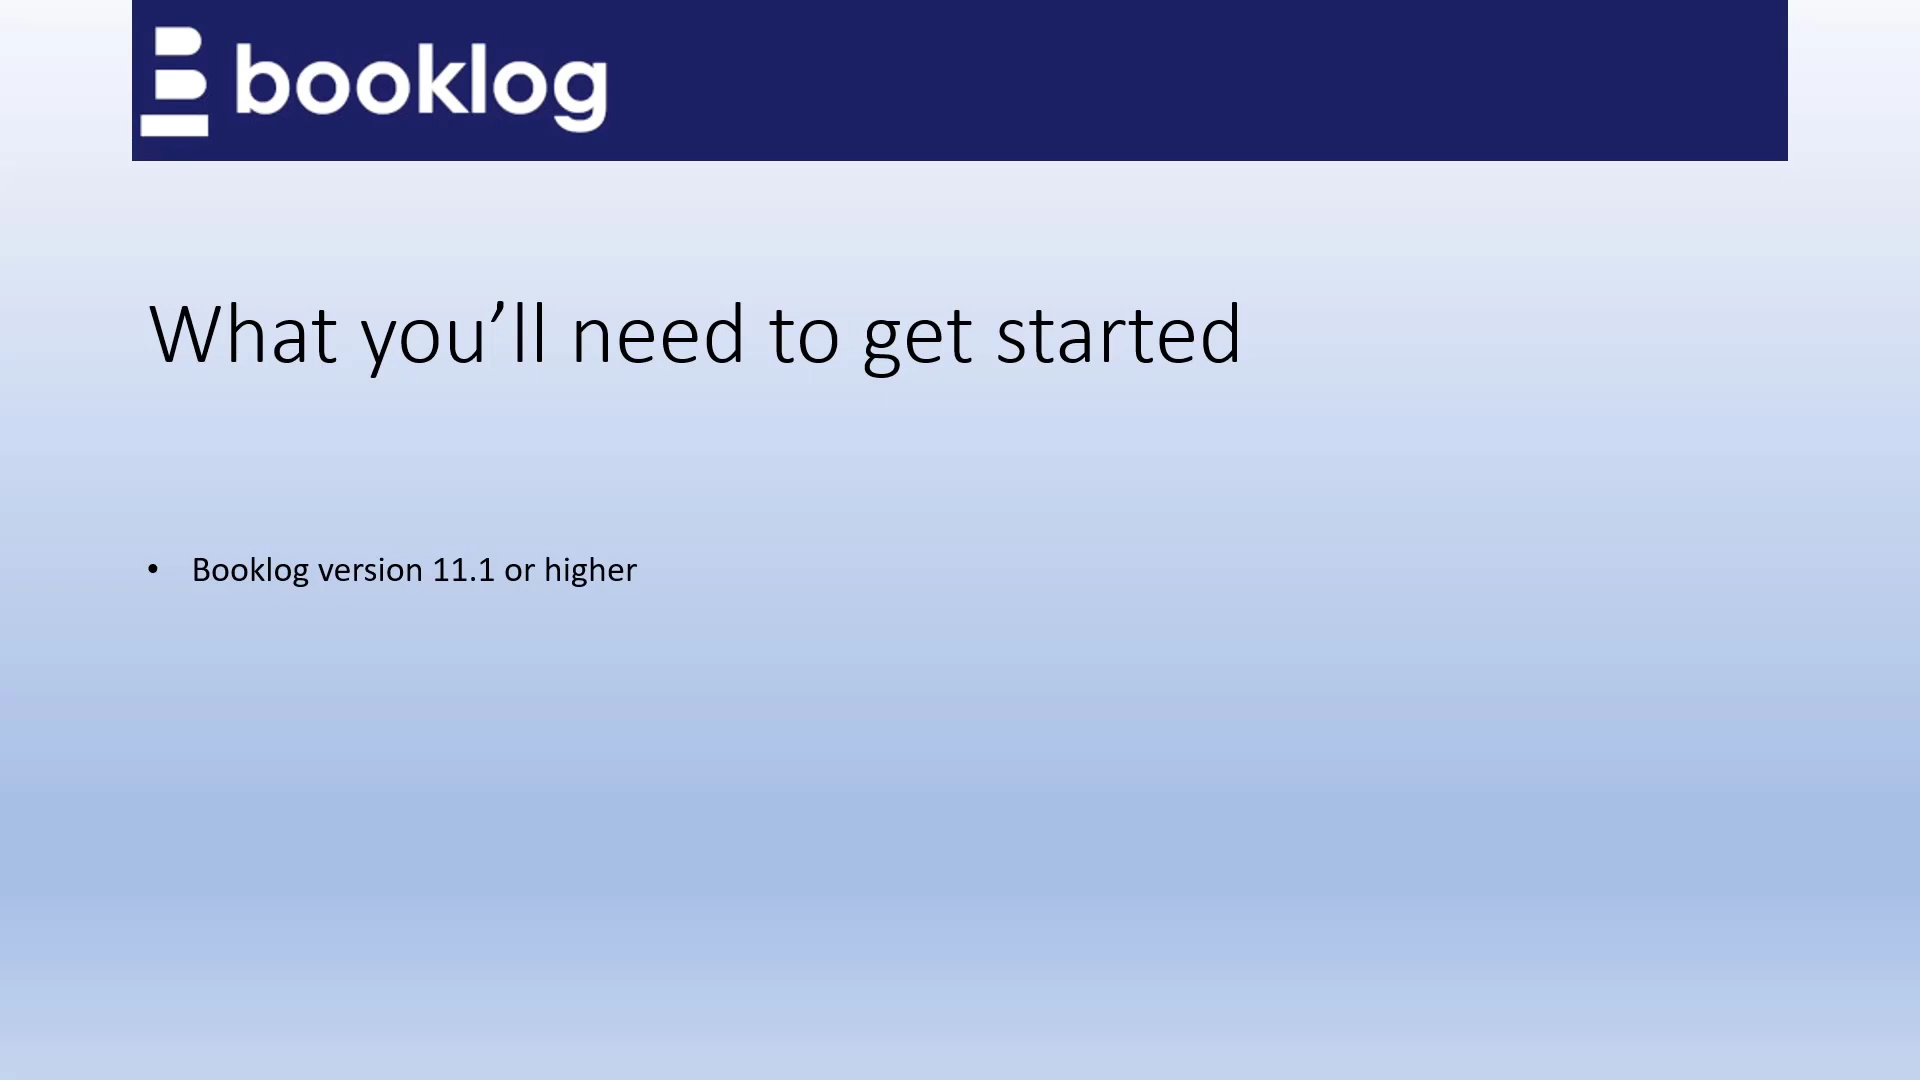 booklog
What you’ll need to get started
• Booklog version 11.1 or higher